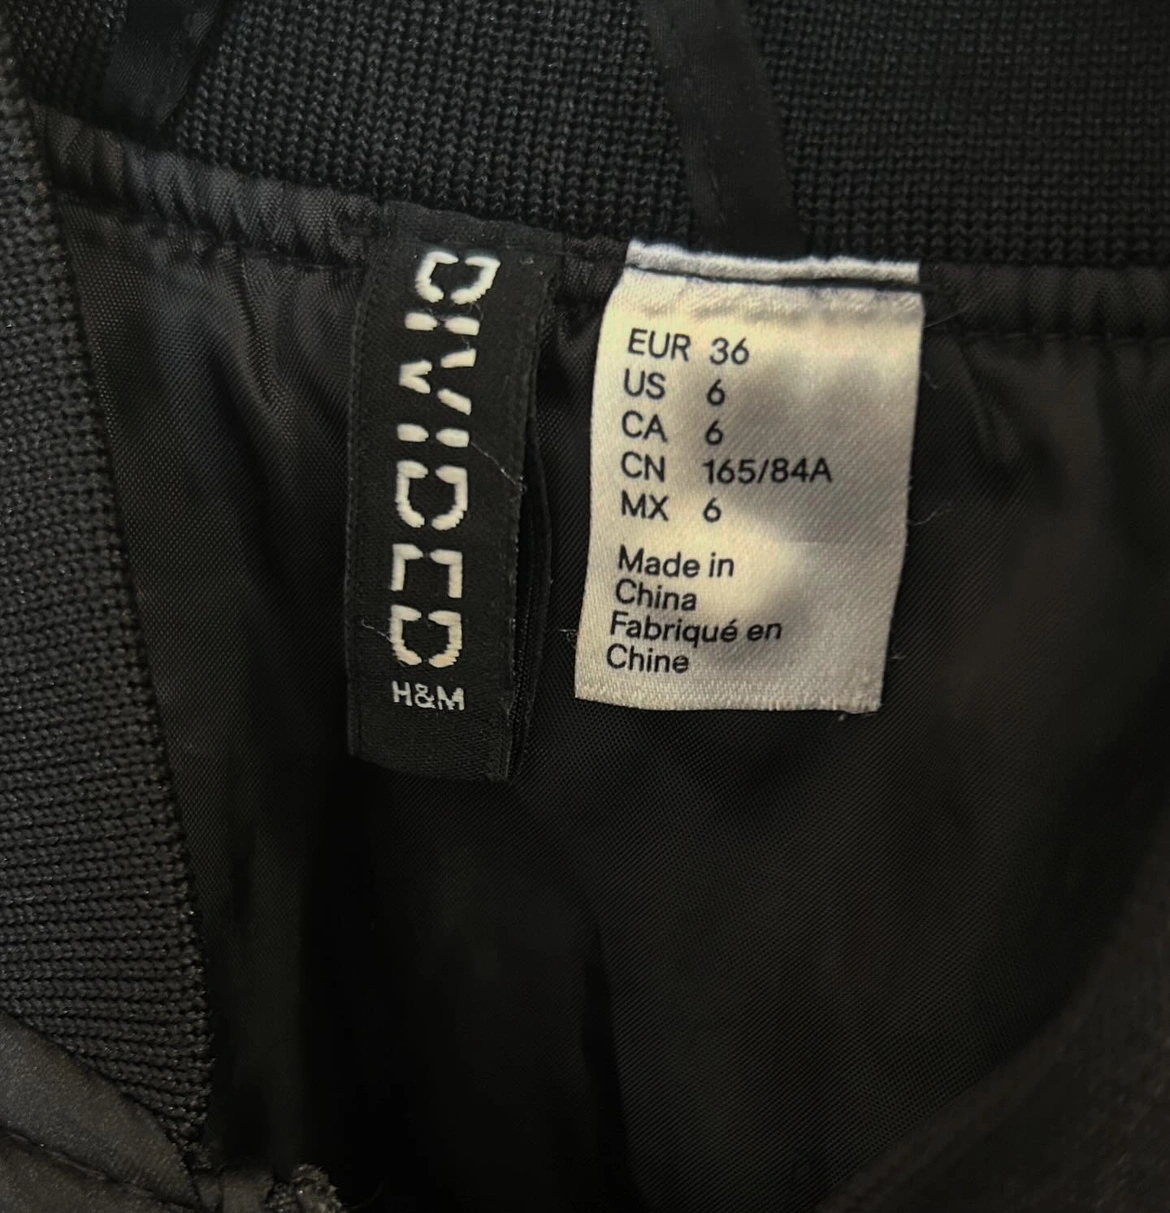 DIVIDED
H&M
EUR 36
US 6
CA 6
CN 165/84A
MX 6
Made in
China
Fabriqué en
Chine